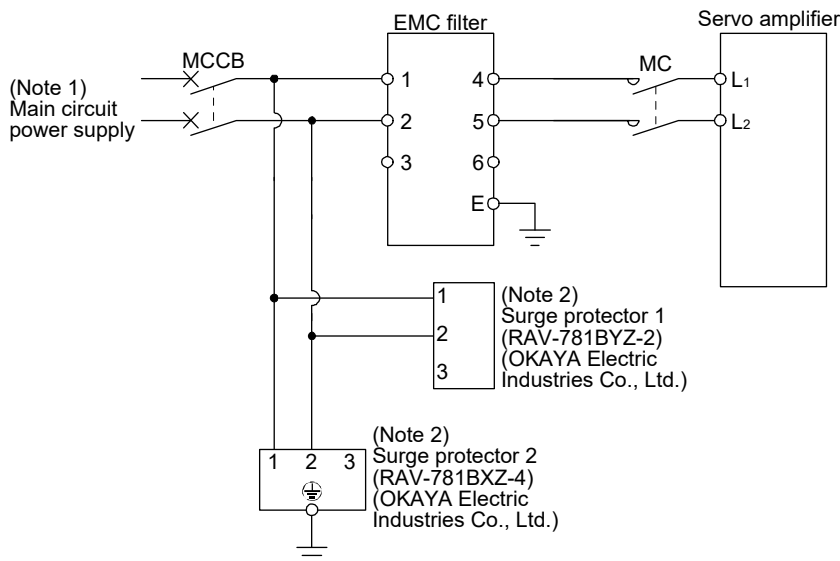 EMC filter
Servo amplifier
MCCB
MC
(Note 1)
Main circuit
power supply
1
4
L1
2
5
L2
3
6
E
1
2
3
(Note 2)
Surge protector 1
(RAV-781BYZ-2)
(OKAYA Electric
Industries Co., Ltd.)
1 2 3
(Note 2)
Surge protector 2
(RAV-781BXZ-4)
(OKAYA Electric
Industries Co., Ltd.)